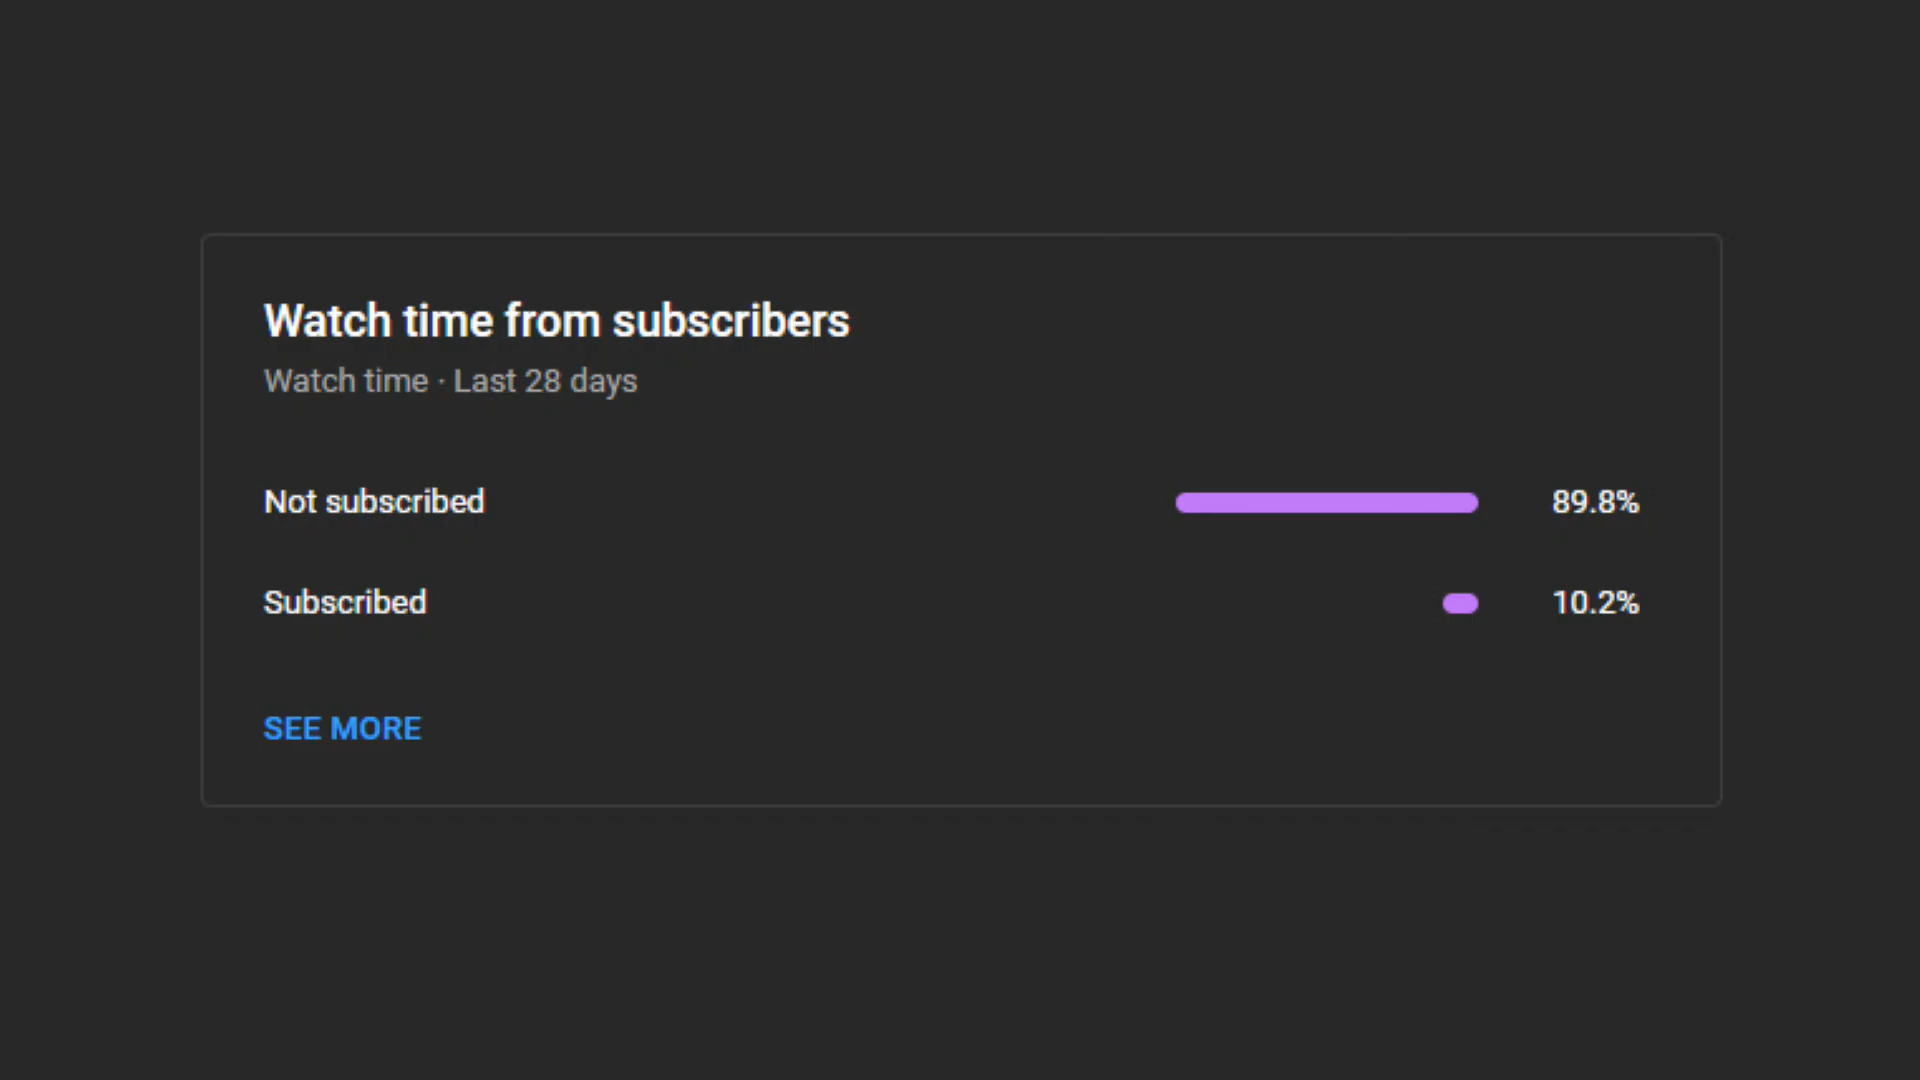 Watch time from subscribers
Watch time · Last 28 days
Not subscribed 89.8%
Subscribed 10.2%
SEE MORE